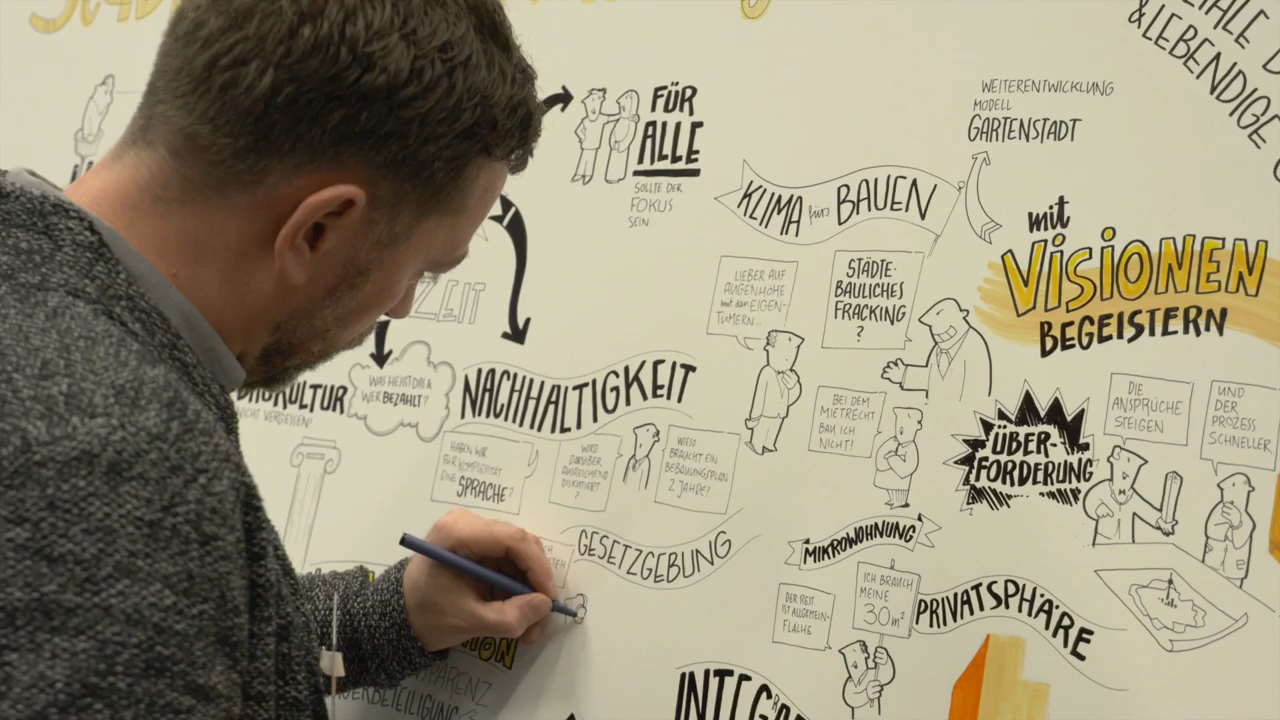 FÜR
ALLE
SOLLTE DER
FOKUS
SEIN
WEITERENTWICKLUNG
MODELL
GARTENSTADT
& LEBENDIGE
KLIMA fürs BAUEN
mit
VISIONEN
BEGEISTERN
LIEBER AUF
AUGENHÖHE
mit den EIGEN-
TÜMERN...
STÄDTE-
BAULICHES
FRACKING
?
ZEIT
WAS HEISST DAS &
WER BEZAHLT?
BAUKULTUR
NICHT VERGESSEN!
NACHHALTIGKEIT
BEI DEM
MIETRECHT
BAU ICH
NICHT!
DIE
ANSPRÜCHE
STEIGEN
UND
DER
PROZESS
SCHNELLER
ÜBER-
FORDERUNG
HABEN WIR
FÜR KOMPLEXITÄT
EINE SPRACHE?
WIRD
DARÜBER
AUSREICHEND
DISKUTIERT
?
WIESO
BRAUCHT EIN
BEBAUUNGSPLAN
2 JAHRE?
GESETZGEBUNG
MIKROWOHNUNG
ICH BRAUCH
MEINE
30m²
DER REST
IST ALLGEMEIN-
FLÄCHE
PRIVATSPHÄRE